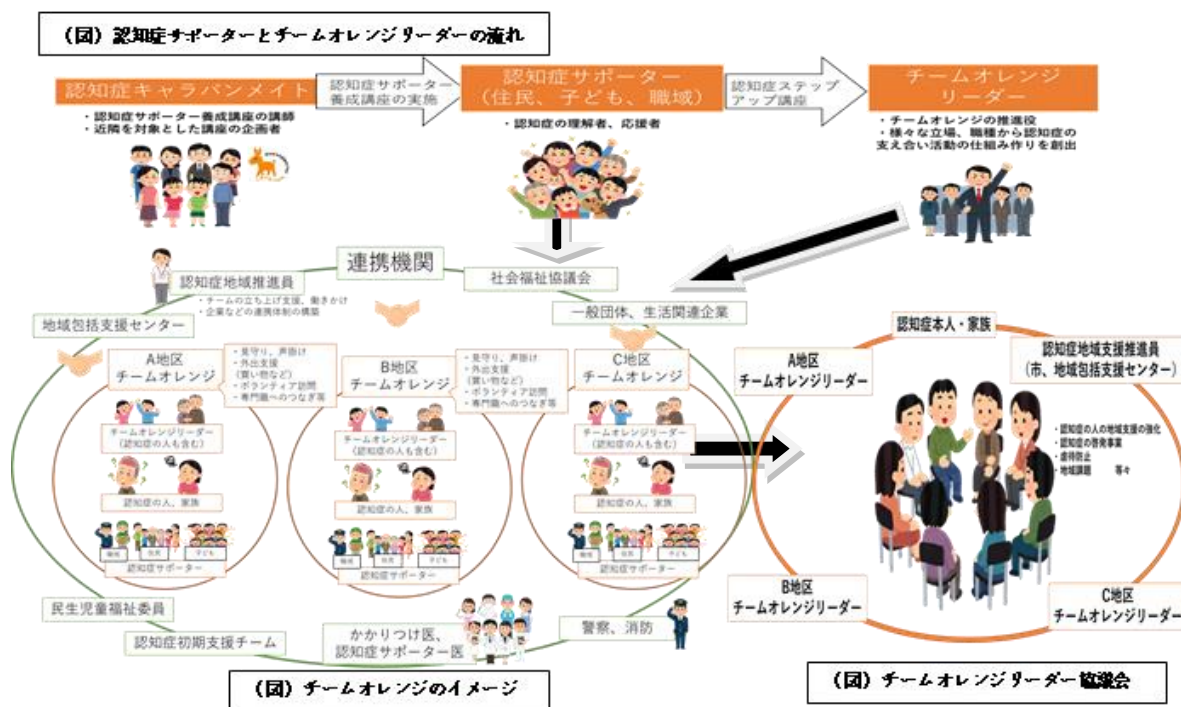 （図）認知症サポーターとチームオレンジリーダーの流れ
認知症キャラバンメイト
・認知症サポーター養成講座の講師
・近隣を対象とした講座の企画者
認知症サポーター
養成講座の実施
認知症サポーター
（住民、子ども、職域）
・認知症の理解者、応援者
認知症ステップ
アップ講座
チームオレンジ
リーダー
・チームオレンジの推進役
・様々な立場、職種から認知症の
支え合い活動の仕組み作りを創出
連携機関
認知症地域推進員
・チームの立ち上げ支援、働きかけ
・企業などの連携体制の構築
社会福祉協議会
地域包括支援センター
一般団体、生活関連企業
A地区
チームオレンジ
・見守り、声掛け
・外出支援
（買い物など）
・ボランティア訪問
・専門職へのつなぎ等
チームオレンジリーダー
（認知症の人も含む）
認知症の人、家族
職域
住民
子ども
認知症サポーター
B地区
チームオレンジ
・見守り、声掛け
・外出支援
（買い物など）
・ボランティア訪問
・専門職へのつなぎ等
チームオレンジリーダー
（認知症の人も含む）
認知症の人、家族
職域
住民
子ども
認知症サポーター
C地区
チームオレンジ
チームオレンジリーダー
（認知症の人も含む）
認知症の人、家族
職域
住民
子ども
認知症サポーター
民生児童福祉委員
認知症初期支援チーム
かかりつけ医、
認知症サポーター医
警察、消防
（図）チームオレンジのイメージ
認知症本人・家族
A地区
チームオレンジリーダー
認知症地域支援推進員
（市、地域包括支援センター）
・認知症の人の地域支援の強化
・認知症の啓発事業
・虐待防止
・地域課題　等々
B地区
チームオレンジリーダー
C地区
チームオレンジリーダー
（図）チームオレンジリーダー協議会